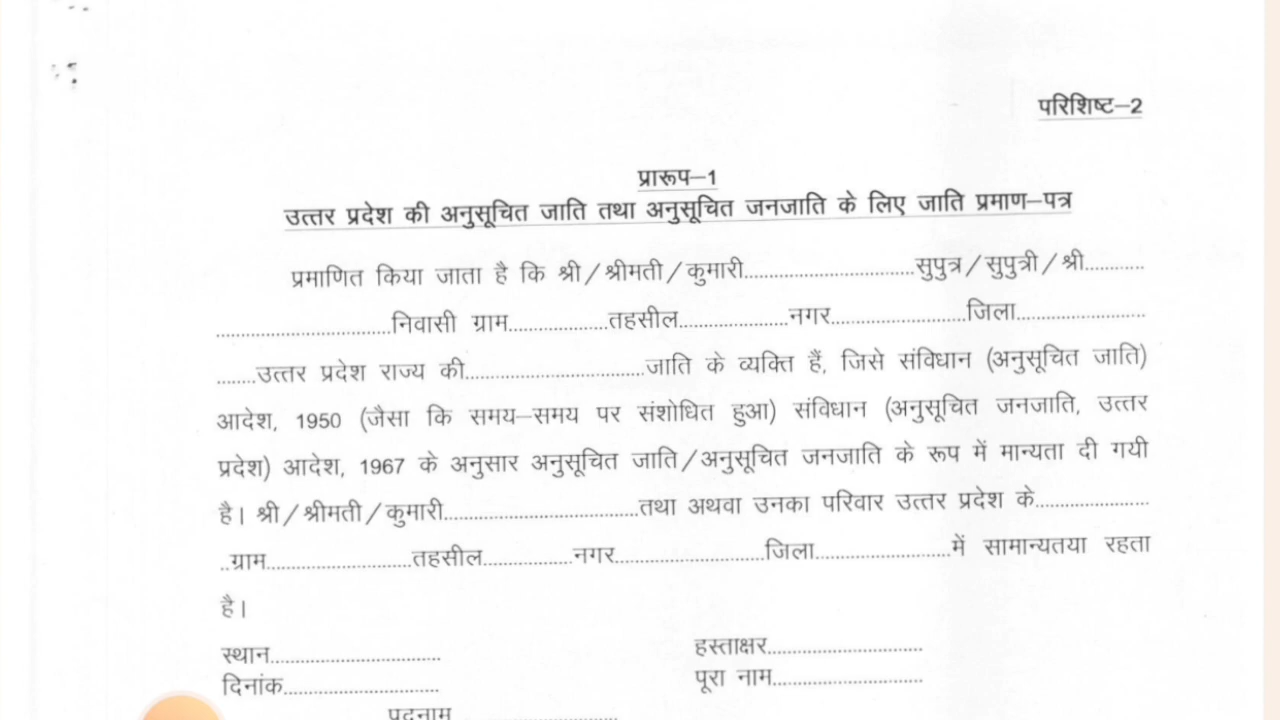 परिशिष्ट–2
प्रारूप–1
उत्तर प्रदेश की अनुसूचित जाति तथा अनुसूचित जनजाति के लिए जाति प्रमाण–पत्र
प्रमाणित किया जाता है कि श्री/श्रीमती/कुमारी..................................सुपुत्र/सुपुत्री/श्री............
...................................निवासी ग्राम....................तहसील......................नगर...........................जिला..........................
........उत्तर प्रदेश राज्य की....................................जाति के व्यक्ति हैं, जिसे संविधान (अनुसूचित जाति)
आदेश, 1950 (जैसा कि समय–समय पर संशोधित हुआ) संविधान (अनुसूचित जनजाति, उत्तर
प्रदेश) आदेश, 1967 के अनुसार अनुसूचित जाति/अनुसूचित जनजाति के रूप में मान्यता दी गयी
है। श्री/श्रीमती/कुमारी.......................................तथा अथवा उनका परिवार उत्तर प्रदेश के.......................
..ग्राम.............................तहसील..................नगर..............................जिला...........................में सामान्यतया रहता
है।
स्थान.................................. हस्ताक्षर...............................
दिनांक............................... पूरा नाम..............................
पदनाम ...............................